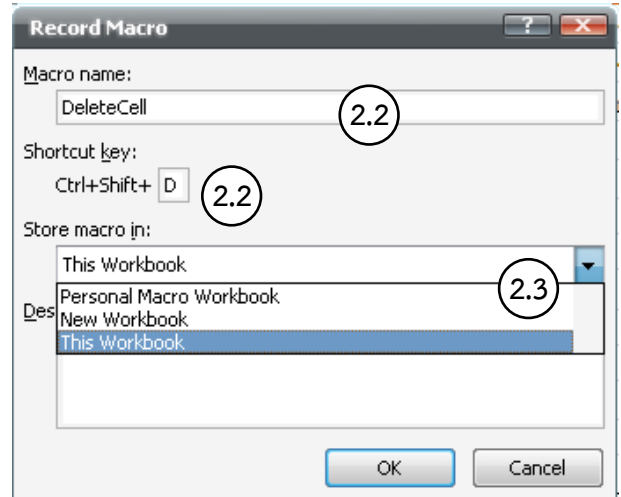 Record Macro ?
Macro name:
DeleteCell 2.2
Shortcut key:
Ctrl+Shift+ D 2.2
Store macro in:
This Workbook
Personal Macro Workbook 2.3
Des
New Workbook
This Workbook
OK Cancel